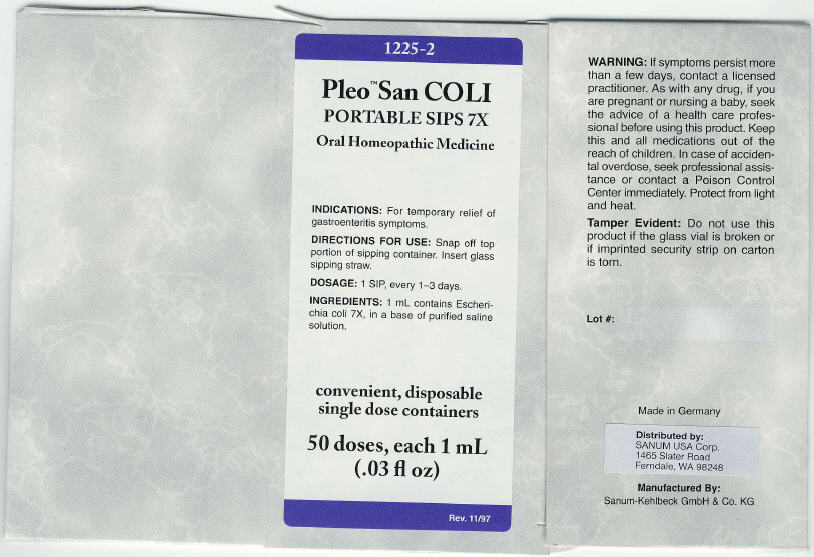 1225-2
Pleo™San COLI
PORTABLE SIPS 7X
Oral Homeopathic Medicine
INDICATIONS: For temporary relief of
gastroenteritis symptoms.
DIRECTIONS FOR USE: Snap off top
portion of sipping container. Insert glass
sipping straw.
DOSAGE: 1 SIP, every 1–3 days.
INGREDIENTS: 1 mL contains Escheri-
chia coli 7X, in a base of purified saline
solution.
convenient, disposable
single dose containers
50 doses, each 1 mL
(.03 fl oz)
Rev. 11/97
WARNING: If symptoms persist more
than a few days, contact a licensed
practitioner. As with any drug, if you
are pregnant or nursing a baby, seek
the advice of a health care profes-
sional before using this product. Keep
this and all medications out of the
reach of children. In case of acciden-
tal overdose, seek professional assis-
tance or contact a Poison Control
Center immediately. Protect from light
and heat.
Tamper Evident: Do not use this
product if the glass vial is broken or
if imprinted security strip on carton
is torn.
Lot #:
Made in Germany
Distributed by:
SANUM USA Corp.
1465 Slater Road
Ferndale, WA 98248
Manufactured By:
Sanum-Kehlbeck GmbH & Co. KG